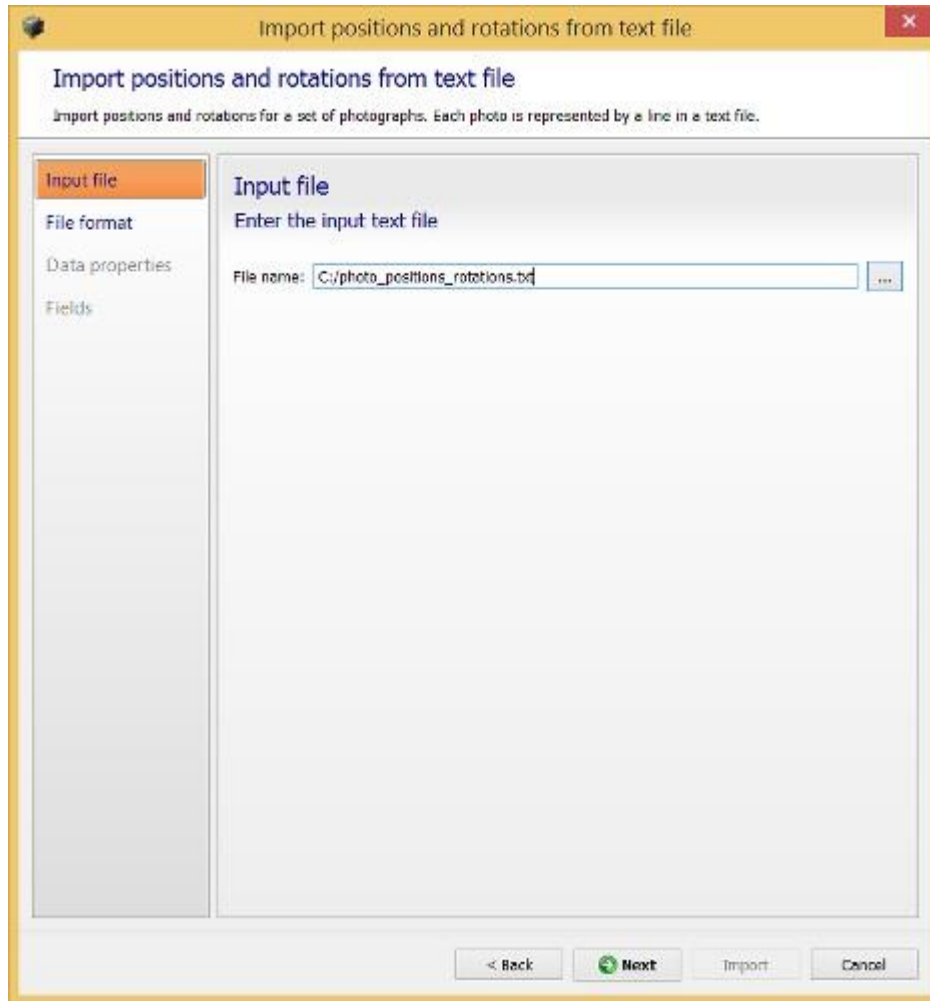 Import positions and rotations from text file
Import positions and rotations from text file
Import positions and rotations for a set of photographs. Each photo is represented by a line in a text file.
Input file
File format
Data properties
Fields
Input file
Enter the input text file
File name: C:/photo_positions_rotations.txt ...
< Back Next Import Cancel